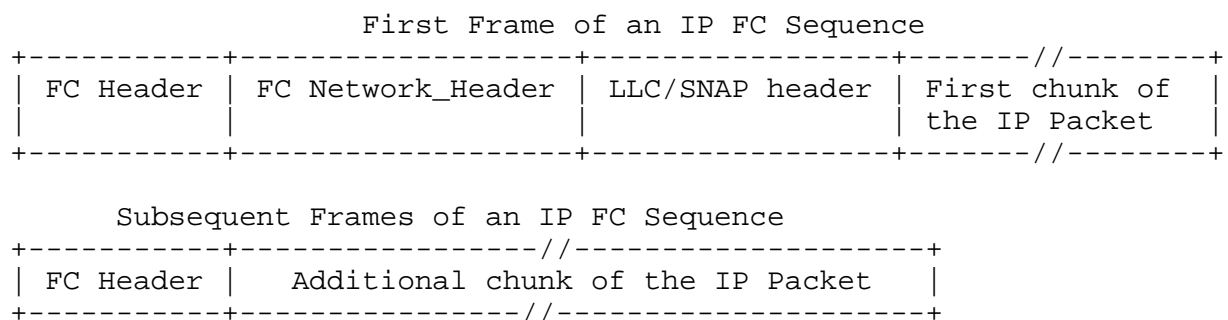 First Frame of an IP FC Sequence
+-----------+-------------------+-----------------+-------//--------+
| FC Header | FC Network_Header | LLC/SNAP header | First chunk of  |
|           |                   |                 | the IP Packet   |
+-----------+-------------------+-----------------+-------//--------+
Subsequent Frames of an IP FC Sequence
+-----------+-----------------//--------------------+
| FC Header |   Additional chunk of the IP Packet   |
+-----------+----------------//---------------------+